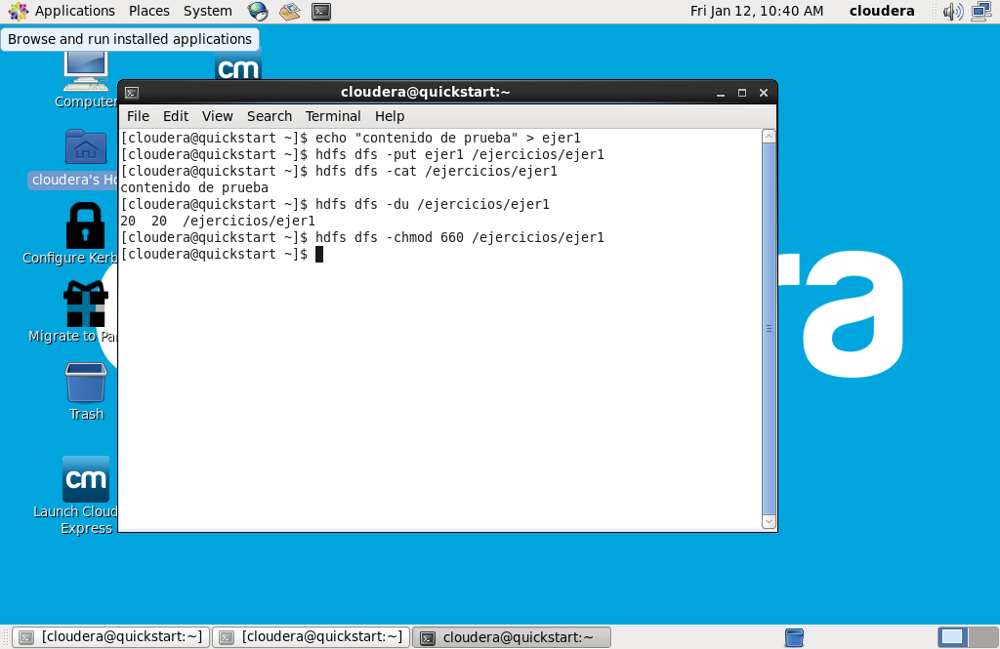 Applications Places System Fri Jan 12, 10:40 AM cloudera
Browse and run installed applications
cm
Computer
cloudera@quickstart:~
File Edit View Search Terminal Help
[cloudera@quickstart ~]$ echo "contenido de prueba" > ejer1
[cloudera@quickstart ~]$ hdfs dfs -put ejer1 /ejercicios/ejer1
[cloudera@quickstart ~]$ hdfs dfs -cat /ejercicios/ejer1
contenido de prueba
[cloudera@quickstart ~]$ hdfs dfs -du /ejercicios/ejer1
20  20  /ejercicios/ejer1
[cloudera@quickstart ~]$ hdfs dfs -chmod 660 /ejercicios/ejer1
[cloudera@quickstart ~]$
cloudera's Ho
Configure Kerb
Migrate to Pa
Trash
cm
Launch Cloud
Express
ra
[cloudera@quickstart:~] [cloudera@quickstart:~] cloudera@quickstart:~